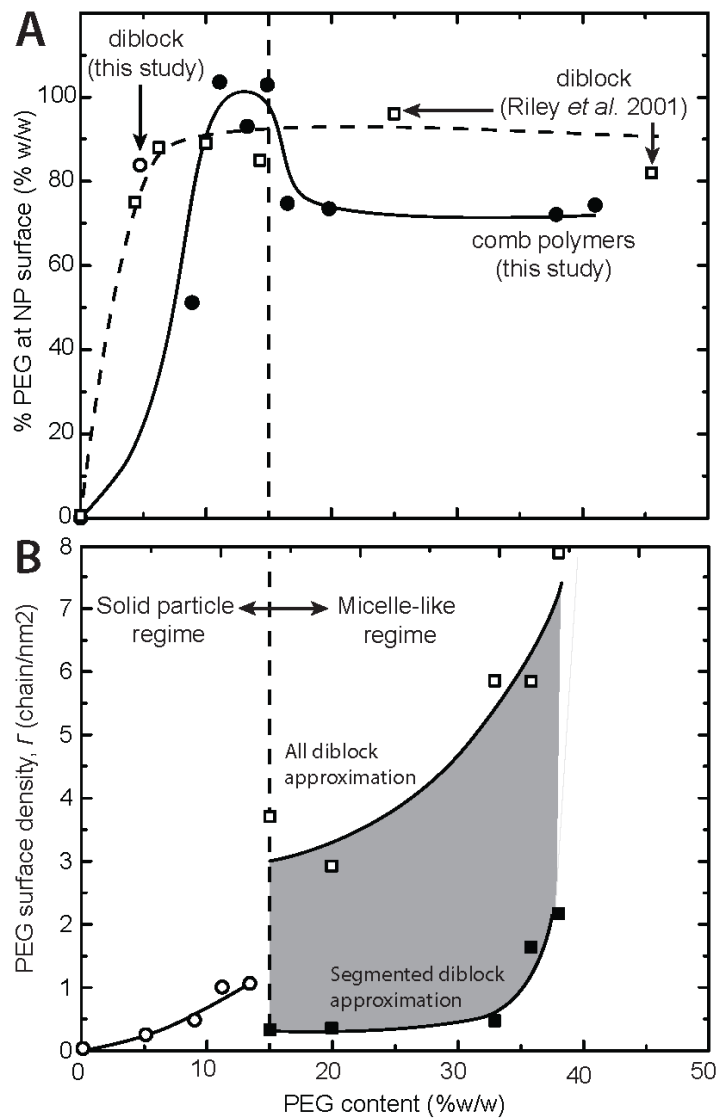 A
diblock
(this study)
diblock
(Riley et al. 2001)
comb polymers
(this study)
% PEG at NP surface (% w/w)
100
80
60
40
20
0
B
Solid particle
regime
Micelle-like
regime
All diblock
approximation
Segmented diblock
approximation
PEG surface density, Γ (chain/nm2)
8
7
6
5
4
3
2
1
0
0
10
20
30
40
50
PEG content (%w/w)